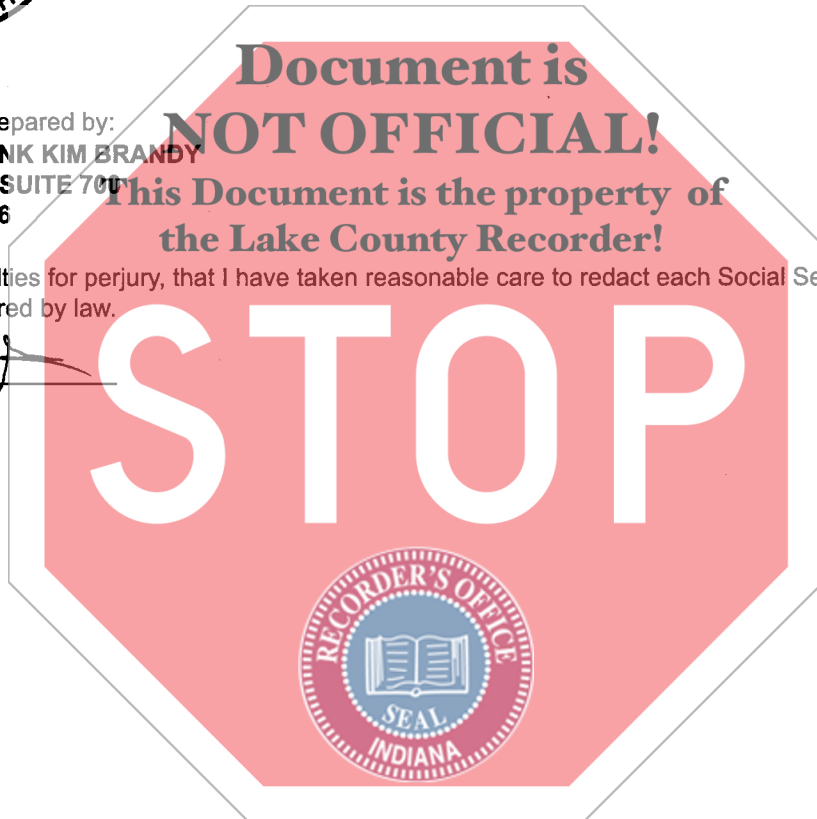 Document is
epared by:
NOT OFFICIAL!
NK KIM BRANDY
SUITE 700
This Document is the property of
6
the Lake County Recorder!
lties for perjury, that I have taken reasonable care to redact each Social Se
red by law.
STOP
RECORDER'S OFFICE
SEAL
INDIANA